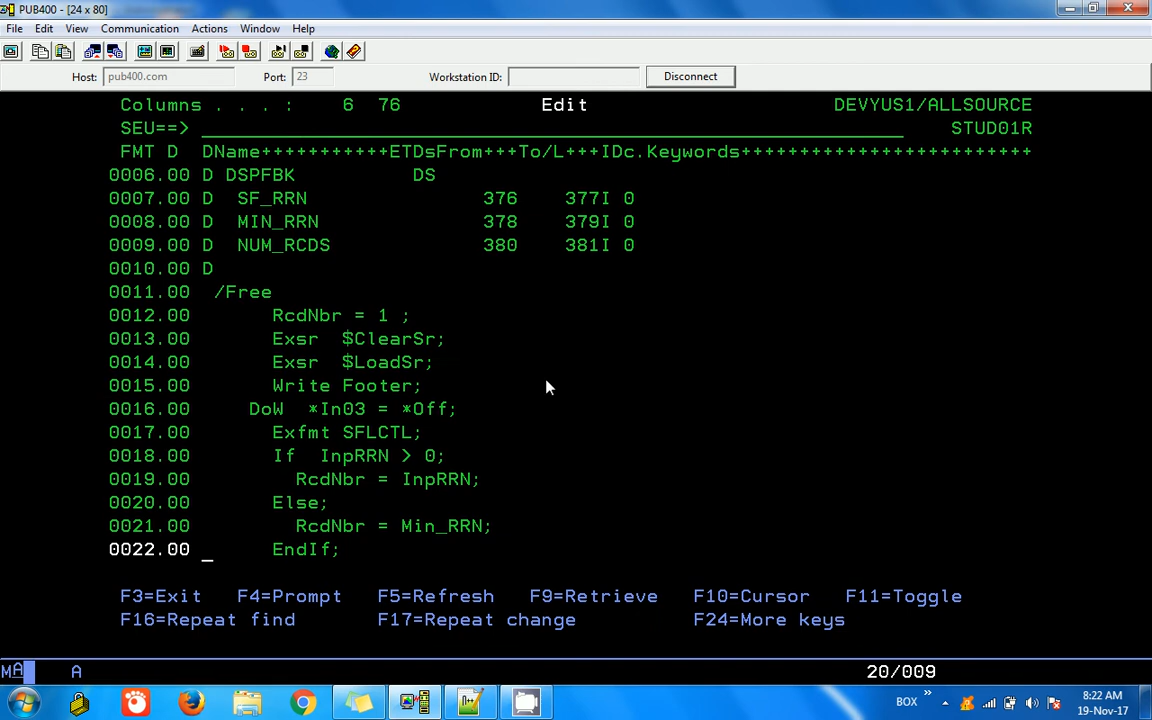 PUB400 - [24 x 80]
File Edit View Communication Actions Window Help
Host: pub400.com Port: 23 Workstation ID: Disconnect
Columns . . . : 6 76 Edit DEVYUS1/ALLSOURCE
SEU==> STUD01R
FMT D DName+++++++++++ETDsFrom+++To/L+++IDc.Keywords+++++++++++++++++++++++++
0006.00 D DSPFBK DS
0007.00 D SF_RRN 376 377I 0
0008.00 D MIN_RRN 378 379I 0
0009.00 D NUM_RCDS 380 381I 0
0010.00 D
0011.00 /Free
0012.00 RcdNbr = 1 ;
0013.00 Exsr $ClearSr;
0014.00 Exsr $LoadSr;
0015.00 Write Footer;
0016.00 DoW *In03 = *Off;
0017.00 Exfmt SFLCTL;
0018.00 If InpRRN > 0;
0019.00 RcdNbr = InpRRN;
0020.00 Else;
0021.00 RcdNbr = Min_RRN;
0022.00 _ EndIf;
F3=Exit F4=Prompt F5=Refresh F9=Retrieve F10=Cursor F11=Toggle
F16=Repeat find F17=Repeat change F24=More keys
MA A 20/009
BOX » 8:22 AM
19-Nov-17